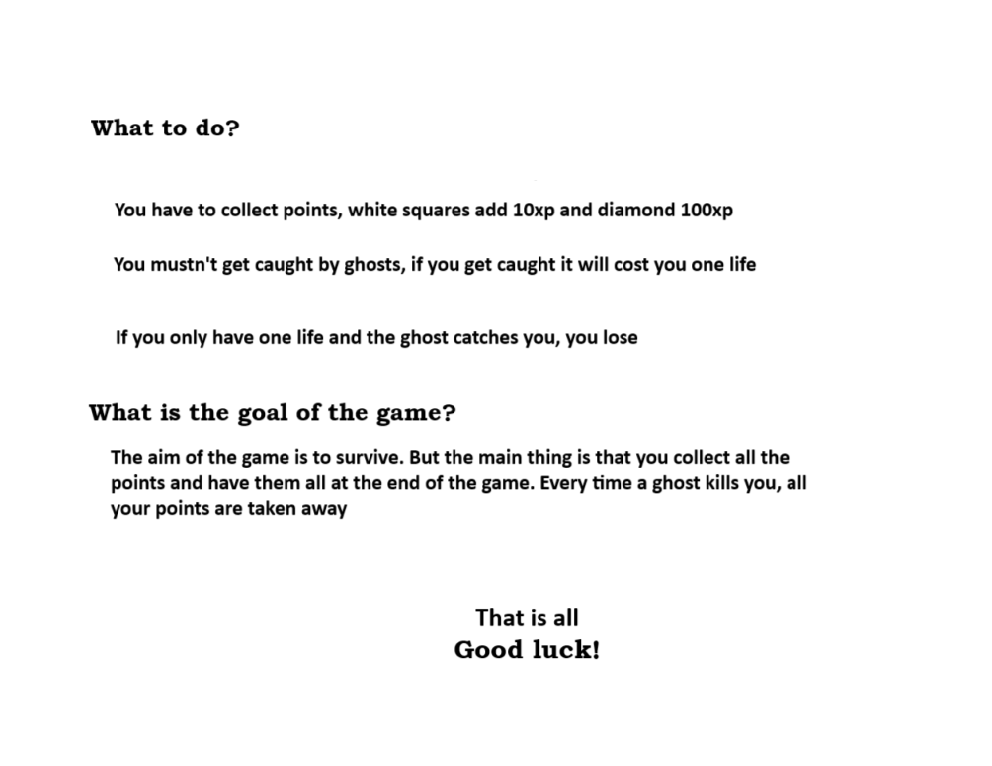 What to do?
You have to collect points, white squares add 10xp and diamond 100xp
You mustn't get caught by ghosts, if you get caught it will cost you one life
If you only have one life and the ghost catches you, you lose
What is the goal of the game?
The aim of the game is to survive. But the main thing is that you collect all the
points and have them all at the end of the game. Every time a ghost kills you, all
your points are taken away
That is all
Good luck!